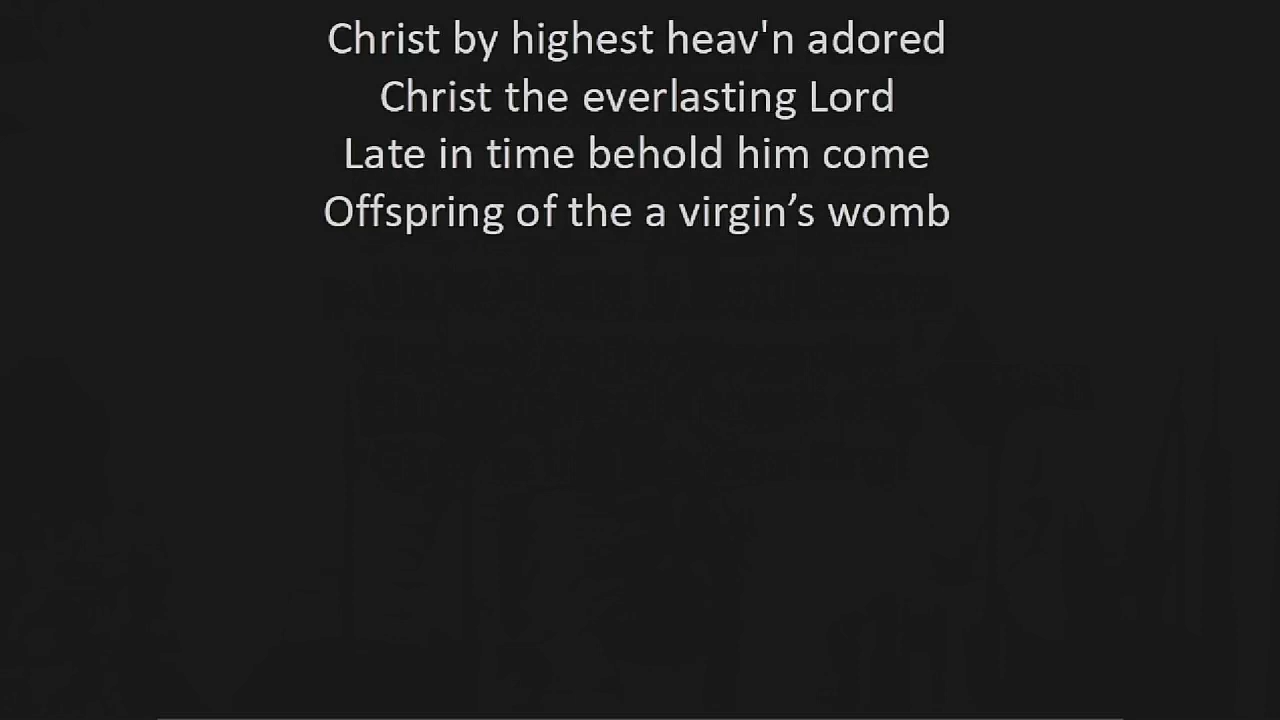 Christ by highest heav'n adored
Christ the everlasting Lord
Late in time behold him come
Offspring of the a virgin’s womb